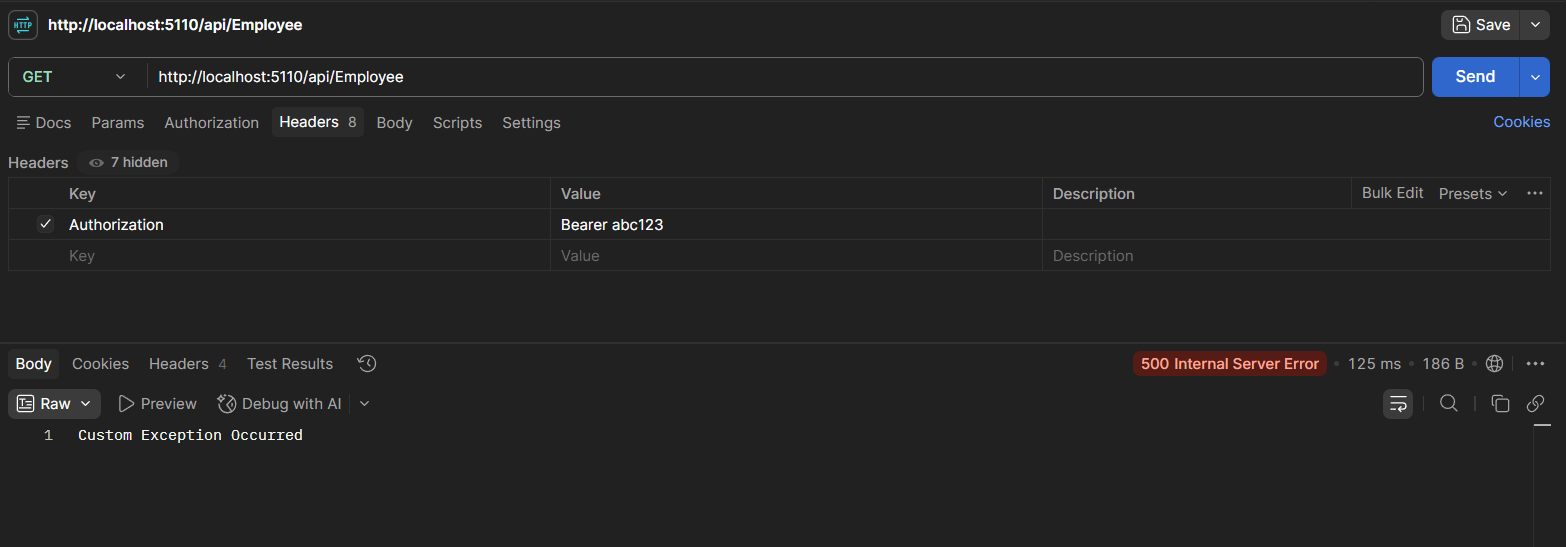 HTTP http://localhost:5110/api/Employee Save
GET http://localhost:5110/api/Employee Send
Docs Params Authorization Headers 8 Body Scripts Settings Cookies
Headers 7 hidden
Key Value Description Bulk Edit Presets
Authorization Bearer abc123
Key Value Description
Body Cookies Headers 4 Test Results 500 Internal Server Error • 125 ms • 186 B •
Raw Preview Debug with AI
1 Custom Exception Occurred